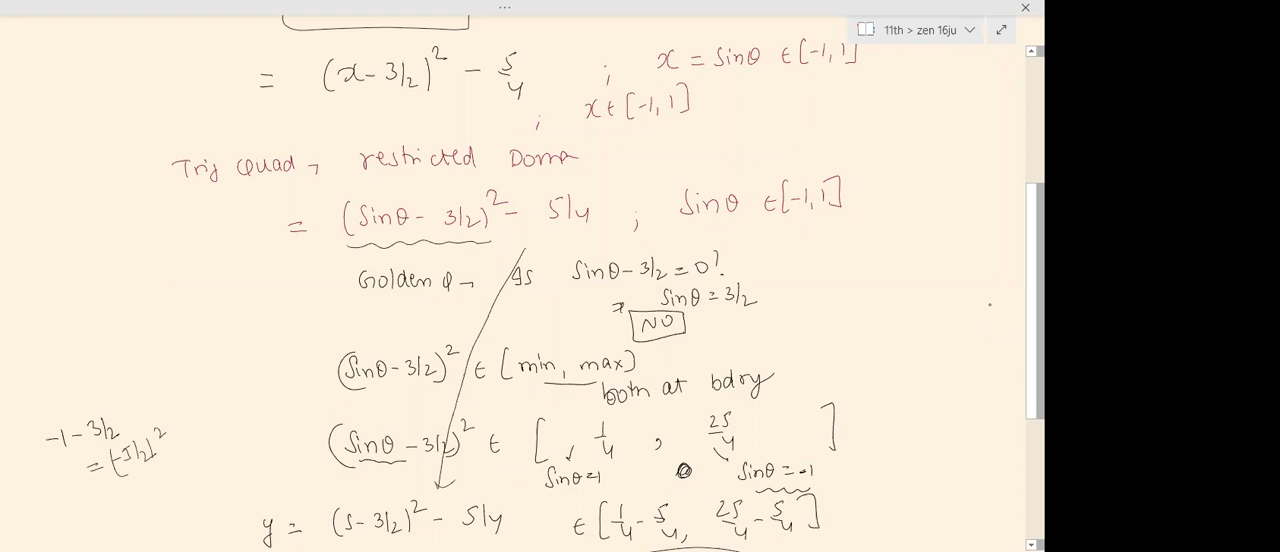 11th > zen 16ju
= (x - 3/2)² - 5/4 ; x = sinθ ∈ [-1, 1]
; x ∈ [-1, 1]
Trig Quad → restricted Doma
= (sinθ - 3/2)² - 5/4 ; sinθ ∈ [-1, 1]
Golden Q → Is sinθ - 3/2 = 0?
⇒ sinθ = 3/2
NO
(sinθ - 3/2)² ∈ [min, max]
both at bdry
-1 - 3/2
= (-5/2)²
(sinθ - 3/2)² ∈ [ 1/4 , 25/4 ]
sinθ = 1 sinθ = -1
y = (s - 3/2)² - 5/4 ∈ [1/4 - 5/4, 25/4 - 5/4]